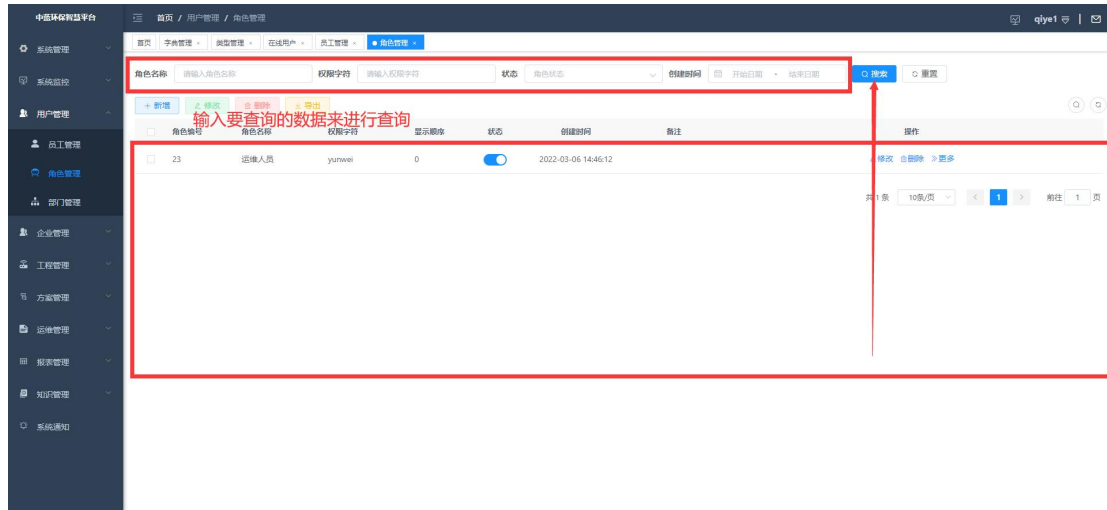 中蓝环保智慧平台
首页 / 用户管理 / 角色管理
qiye1
首页 字典管理 × 类型管理 × 在线用户 × 员工管理 × 角色管理 ×
系统管理
系统监控
用户管理
员工管理
角色管理
部门管理
企业管理
工程管理
方案管理
运维管理
报表管理
知识管理
系统通知
角色名称 请输入角色名称 权限字符 请输入权限字符 状态 角色状态 创建时间 开始日期 - 结束日期 搜索 重置
+ 新增 修改 删除 导出
输入要查询的数据来进行查询
角色编号 角色名称 权限字符 显示顺序 状态 创建时间 备注 操作
23 运维人员 yunwei 0 2022-03-06 14:46:12 修改 删除 更多
共 1 条 10条/页 < 1 > 前往 1 页